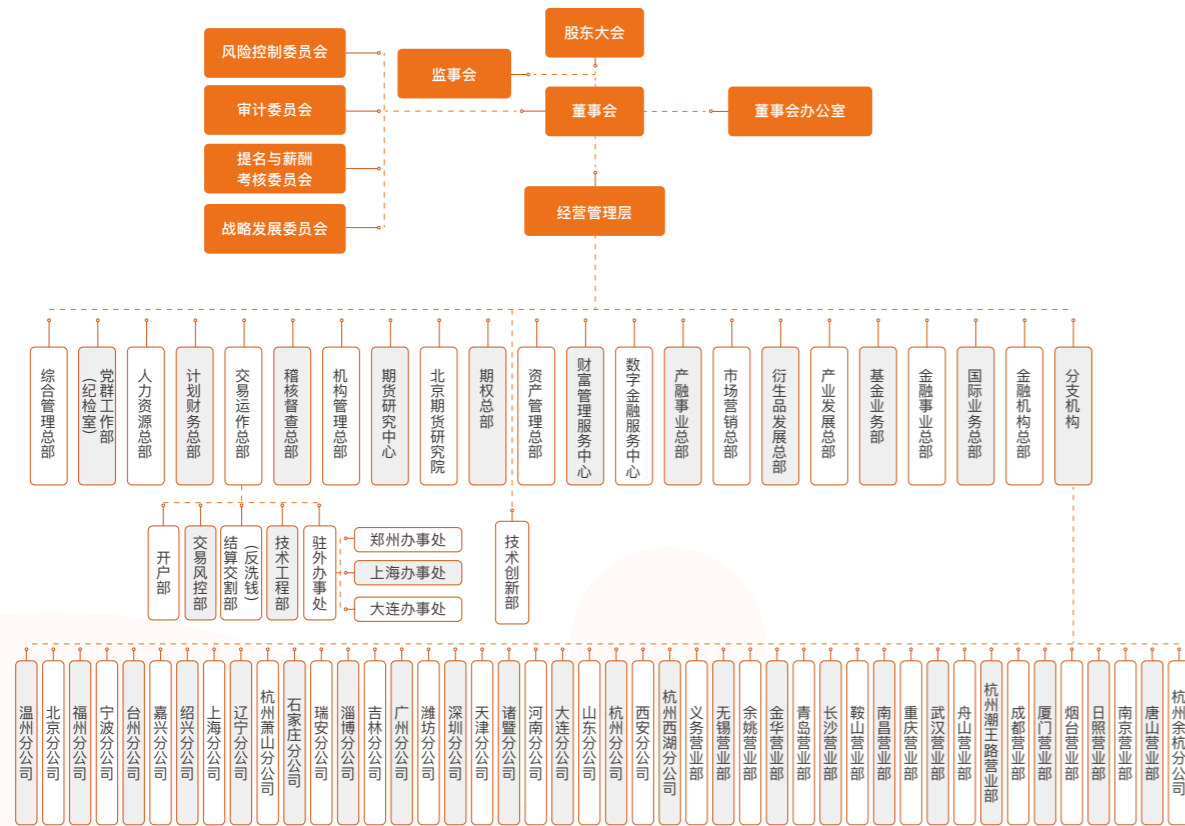 股东大会
风险控制委员会
监事会
审计委员会
董事会
董事会办公室
提名与薪酬
考核委员会
经营管理层
战略发展委员会
综合管理总部
党群工作部
（纪检室）
人力资源总部
计划财务总部
交易运作总部
稽核督查总部
机构管理总部
期货研究中心
北京期货研究院
期权总部
资产管理总部
财富管理服务中心
数字金融服务中心
产融事业总部
市场营销总部
衍生品发展总部
产业发展总部
基金业务部
金融事业总部
国际业务总部
金融机构总部
分支机构
开户部
交易风控部
结算交割部
（反洗钱）
技术工程部
驻外办事处
郑州办事处
上海办事处
大连办事处
技术创新部
温州分公司
北京分公司
福州分公司
宁波分公司
台州分公司
嘉兴分公司
绍兴分公司
上海分公司
辽宁分公司
杭州萧山分公司
石家庄分公司
瑞安分公司
淄博分公司
吉林分公司
广州分公司
潍坊分公司
深圳分公司
天津分公司
诸暨分公司
河南分公司
大连分公司
山东分公司
杭州分公司
西安分公司
杭州西湖分公司
义务营业部
无锡营业部
余姚营业部
金华营业部
青岛营业部
长沙营业部
鞍山营业部
南昌营业部
重庆营业部
武汉营业部
舟山营业部
杭州潮王路营业部
成都营业部
厦门营业部
烟台营业部
日照营业部
南京营业部
唐山营业部
杭州余杭分公司